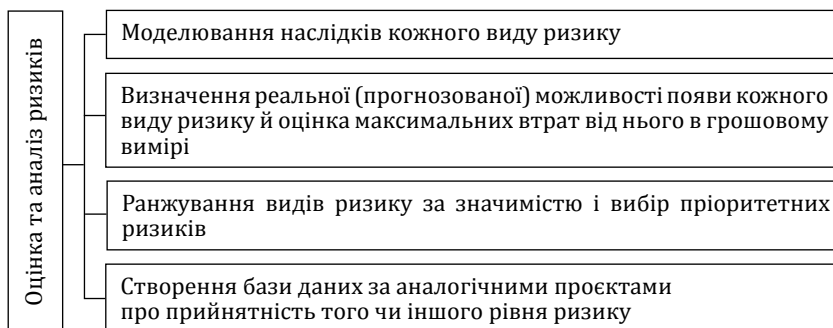 Оцінка та аналіз ризиків
Моделювання наслідків кожного виду ризику
Визначення реальної (прогнозованої) можливості появи кожного
виду ризику й оцінка максимальних втрат від нього в грошовому
вимірі
Ранжування видів ризику за значимістю і вибір пріоритетних
ризиків
Створення бази даних за аналогічними проєктами
про прийнятність того чи іншого рівня ризику